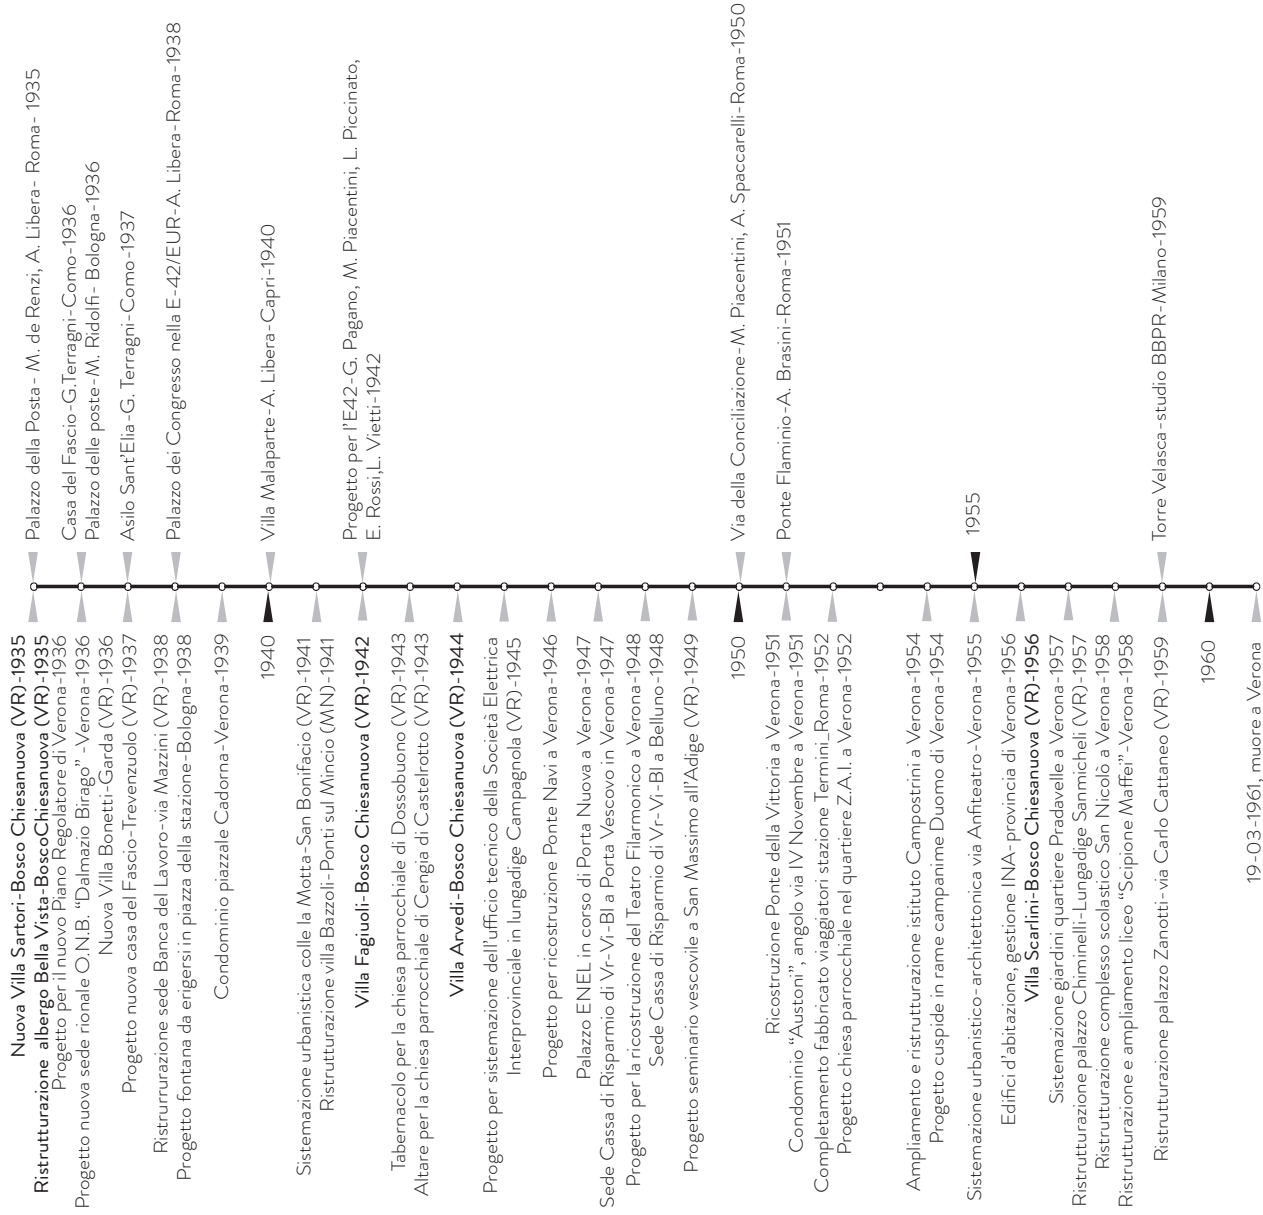 Palazzo della Posta- M. de Renzi, A. Libera- Roma- 1935
Casa del Fascio-G.Terragni-Como-1936
Palazzo delle poste-M. Ridolfi- Bologna-1936
Asilo Sant'Elia -G. Terragni-Como-1937
Palazzo dei Congresso nella E-42/EUR-A. Libera-Roma-1938
Villa Malaparte-A. Libera-Capri-1940
Progetto per l'E42-G. Pagano, M. Piacentini, L. Piccinato,
E. Rossi,L. Vietti-1942
Via della Conciliazione-M. Piacentini, A. Spaccarelli-Roma-1950
Ponte Flaminio-A. Brasini-Roma-1951
1955
Torre Velasca -studio BBPR-Milano-1959
Nuova Villa Sartori-Bosco Chiesanuova (VR)-1935
Ristrutturazione albergo Bella Vista-BoscoChiesanuova (VR)-1935
Progetto per il nuovo Piano Regolatore di Verona-1936
Progetto nuova sede rionale O.N.B. “Dalmazio Birago” -Verona-1936
Nuova Villa Bonetti-Garda (VR)-1936
Progetto nuova casa del Fascio-Trevenzuolo (VR)-1937
Ristrurrurazione sede Banca del Lavoro-via Mazzini (VR)-1938
Progetto fontana da erigersi in piazza della stazione-Bologna-1938
Condominio piazzale Cadorna-Verona-1939
1940
Sistemazione urbanistica colle la Motta-San Bonifacio (VR)-1941
Ristrutturazione villa Bazzoli-Ponti sul Mincio (MN)-1941
Villa Fagiuoli-Bosco Chiesanuova (VR)-1942
Tabernacolo per la chiesa parrocchiale di Dossobuono (VR)-1943
Altare per la chiesa parrocchiale di Cengia di Castelrotto (VR)-1943
Villa Arvedi-Bosco Chiesanuova (VR)-1944
Progetto per sistemazione dell'ufficio tecnico della Società Eletrica
Interprovinciale in lungadige Campagnola (VR)-1945
Progetto per ricostruzione Ponte Navi a Verona-1946
Palazzo ENEL in corso di Porta Nuova a Verona-1947
Sede Cassa di Risparmio di Vr-Vi-Bl a Porta Vescovo in Verona-1947
Progetto per la ricostruzione del Teatro Filarmonico a Verona-1948
Sede Cassa di Risparmio di Vr-Vi-Bl a Belluno-1948
Progetto seminario vescovile a San Massimo all'Adige (VR)-1949
1950
Ricostruzione Ponte della Vittoria a Verona-1951
Condominio “Austoni”, angolo via IV Novembre a Verona-1951
Completamento fabbricato viaggiatori stazione Termini_Roma-1952
Progetto chiesa parrocchiale nel quartiere Z.A.I. a Verona-1952
Ampliamento e ristrutturazione istituto Campostrini a Verona-1954
Progetto cuspide in rame campanime Duomo di Verona-1954
Sistemazione urbanistico-architettonica via Anfiteatro-Verona-1955
Edifici d'abitazione, gestione INA-provincia di Verona-1956
Villa Scarlini-Bosco Chiesanuova (VR)-1956
Sistemazione giardini quartiere Pradavelle a Verona-1957
Ristrutturazione palazzo Chiminelli-Lungadige Sanmicheli (VR)-1957
Ristrutturazione complesso scolastico San Nicolò a Verona-1958
Ristrutturazione e ampliamento liceo “Scipione Maffei”-Verona-1958
Ristrutturazione palazzo Zanotti-via Carlo Cattaneo (VR)-1959
1960
19-03-1961, muore a Verona